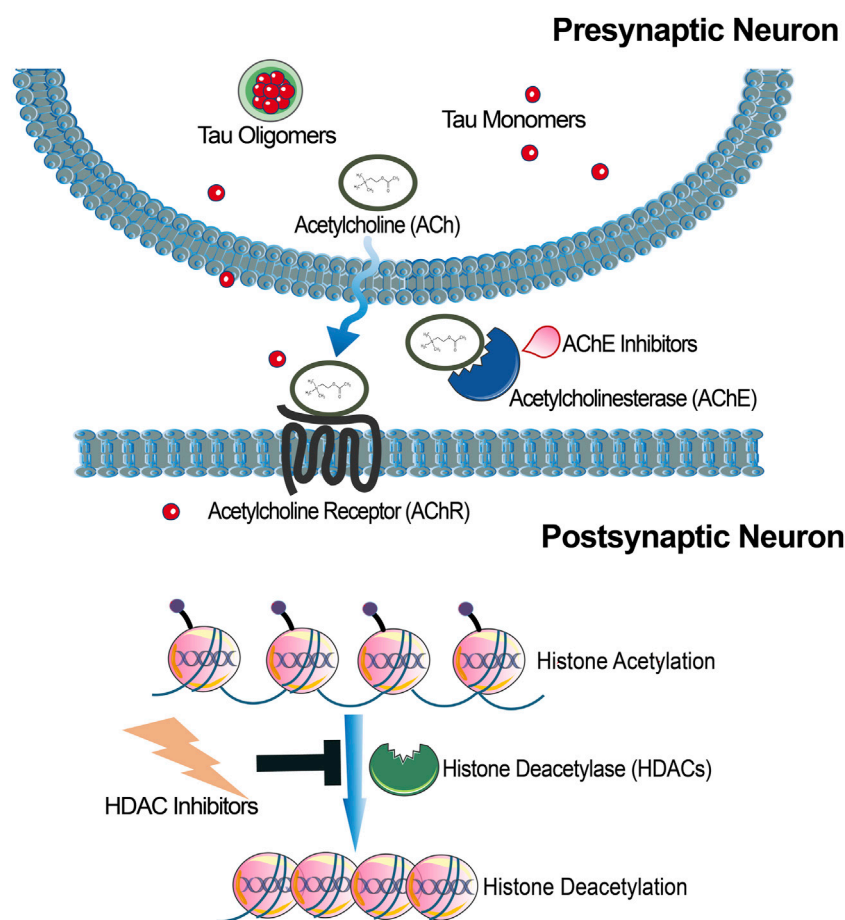 Presynaptic Neuron
Tau Oligomers
Tau Monomers
Acetylcholine (ACh)
AChE Inhibitors
Acetylcholinesterase (AChE)
Acetylcholine Receptor (AChR)
Postsynaptic Neuron
Histone Acetylation
Histone Deacetylase (HDACs)
HDAC Inhibitors
Histone Deacetylation